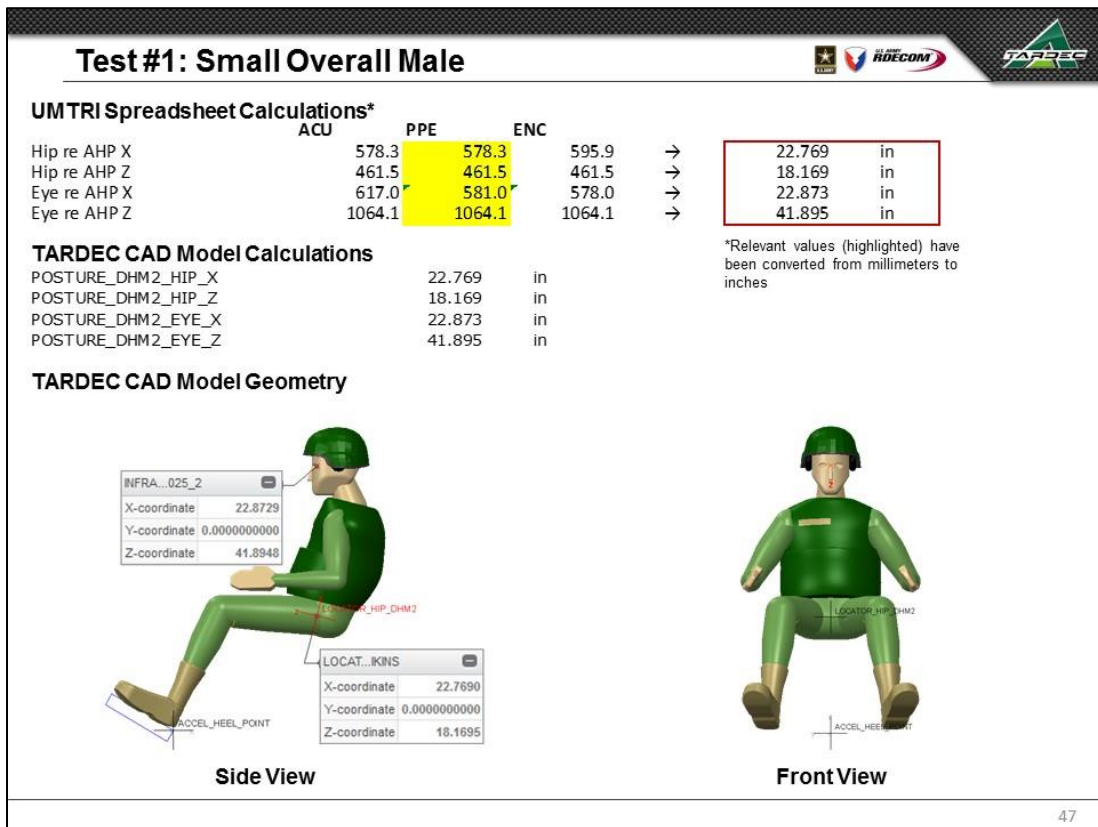 Test #1: Small Overall Male
U.S. ARMY
U.S. ARMY RDECOM
TARDEC
UMTRI Spreadsheet Calculations*
ACU PPE ENC
Hip re AHP X 578.3 578.3 595.9 → 22.769 in
Hip re AHP Z 461.5 461.5 461.5 → 18.169 in
Eye re AHP X 617.0 581.0 578.0 → 22.873 in
Eye re AHP Z 1064.1 1064.1 1064.1 → 41.895 in
*Relevant values (highlighted) have
been converted from millimeters to
inches
TARDEC CAD Model Calculations
POSTURE_DHM2_HIP_X 22.769 in
POSTURE_DHM2_HIP_Z 18.169 in
POSTURE_DHM2_EYE_X 22.873 in
POSTURE_DHM2_EYE_Z 41.895 in
TARDEC CAD Model Geometry
INFRA...025_2
X-coordinate 22.8729
Y-coordinate 0.0000000000
Z-coordinate 41.8948
LOCATOR_HIP_DHM2
LOCAT...IKINS
X-coordinate 22.7690
Y-coordinate 0.0000000000
Z-coordinate 18.1695
ACCEL_HEEL_POINT
Side View
LOCATOR_HIP_DHM2
ACCEL_HEEL_POINT
Front View
47